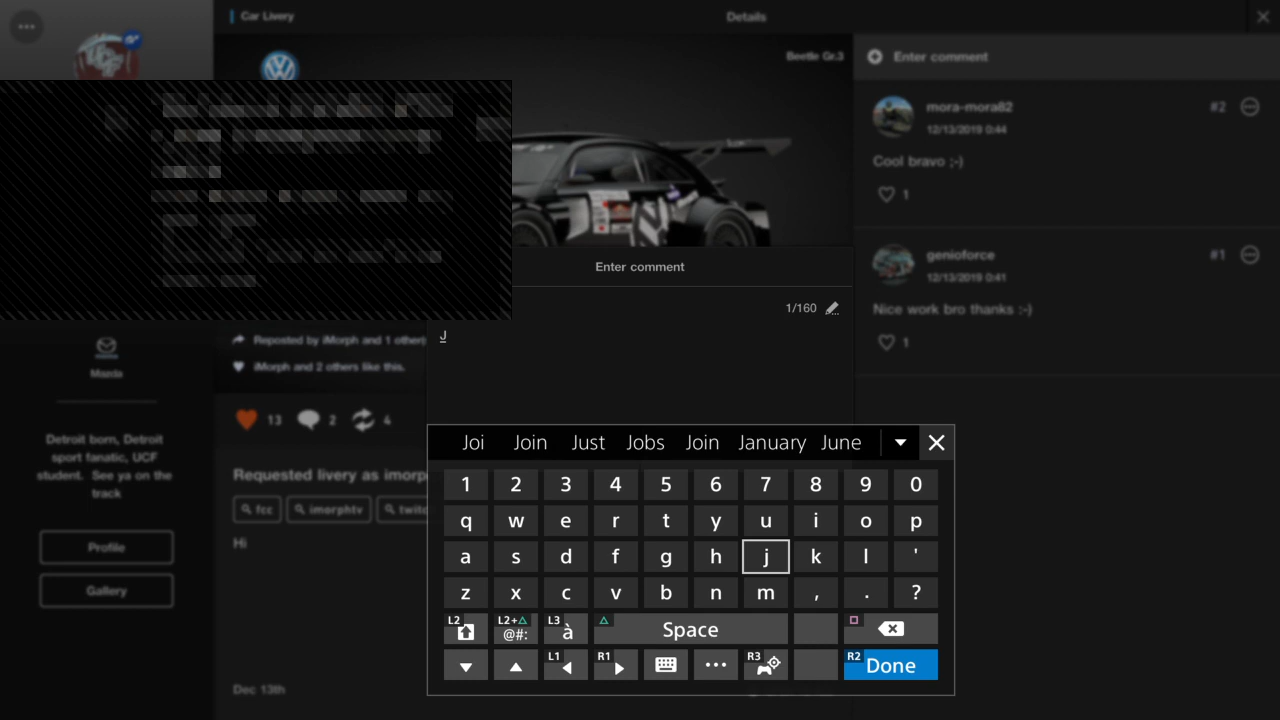 Car Livery
Details
Beetle Gr.3
Enter comment
mora-mora82
#2
12/13/2019 0:44
Cool bravo ;-)
1
genioforce
#1
12/13/2019 0:41
Nice work bro thanks :-)
1
Enter comment
1/160
J
Reposted by iMorph and 1 other
iMorph and 2 others like this.
13 2 4
Mazda
Detroit born, Detroit
sport fanatic, UCF
student. See ya on the
track
Profile
Gallery
Requested livery as imorp
fcc imorphtv twitc
Hi
Dec 13th
Joi Join Just Jobs Join January June
1 2 3 4 5 6 7 8 9 0
q w e r t y u i o p
a s d f g h j k l '
z x c v b n m , . ?
L2 L2+△ @#: L3 à △ Space
L1 R1 ... R3 R2 Done